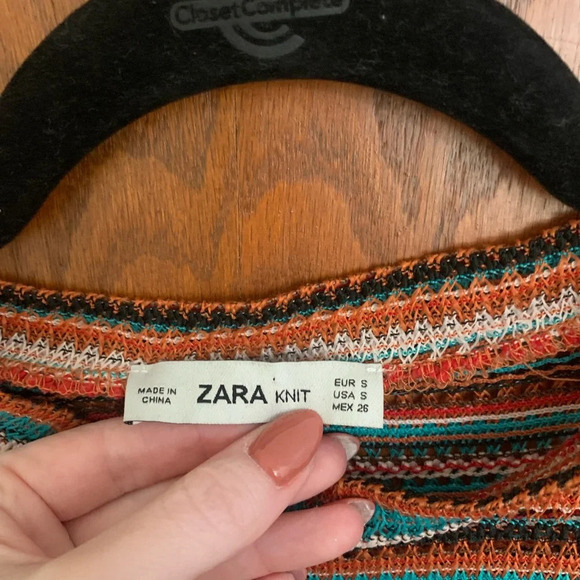 ClosetComplete
MADE IN
CHINA
ZARA KNIT
EUR S
USA S
MEX 26